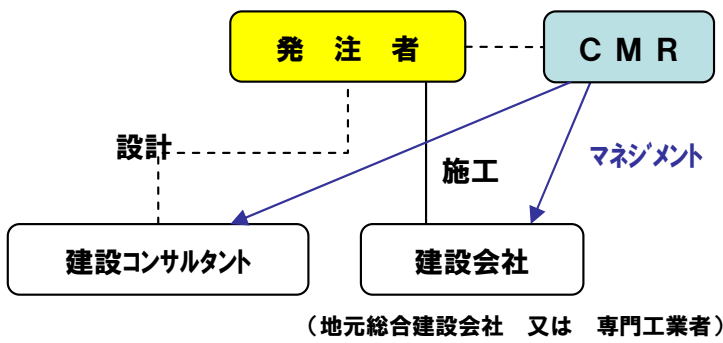 発 注 者
ＣＭＲ
設計
施工
マネジメント
建設コンサルタント
建設会社
（地元総合建設会社 又は 専門工業者）